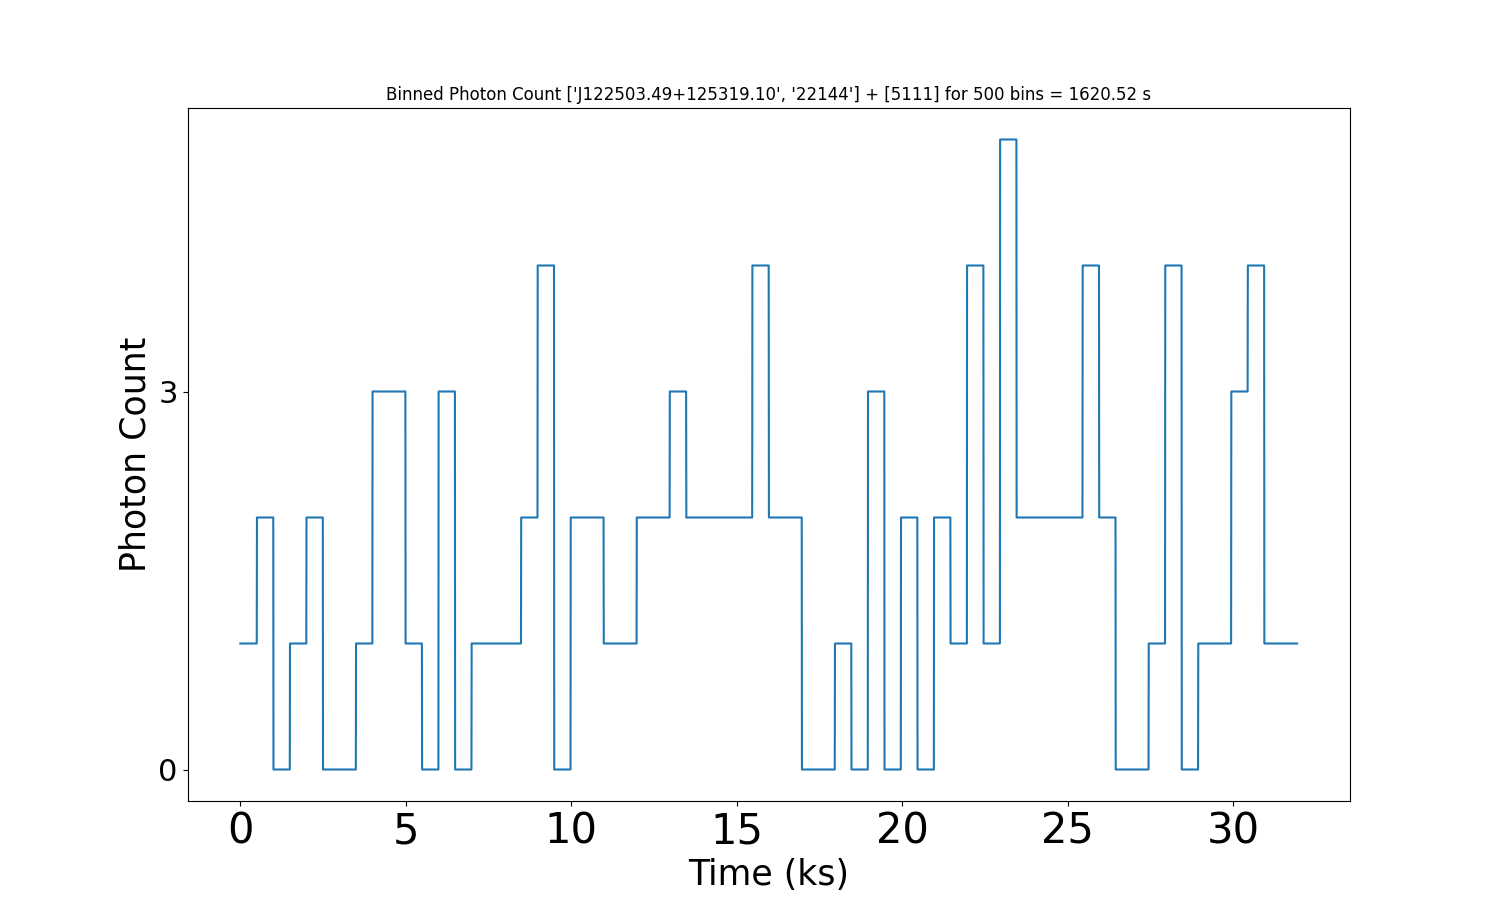 Binned Photon Count ['J122503.49+125319.10', '22144'] + [5111] for 500 bins = 1620.52 s
Photon Count
3
0
0 5 10 15 20 25 30
Time (ks)